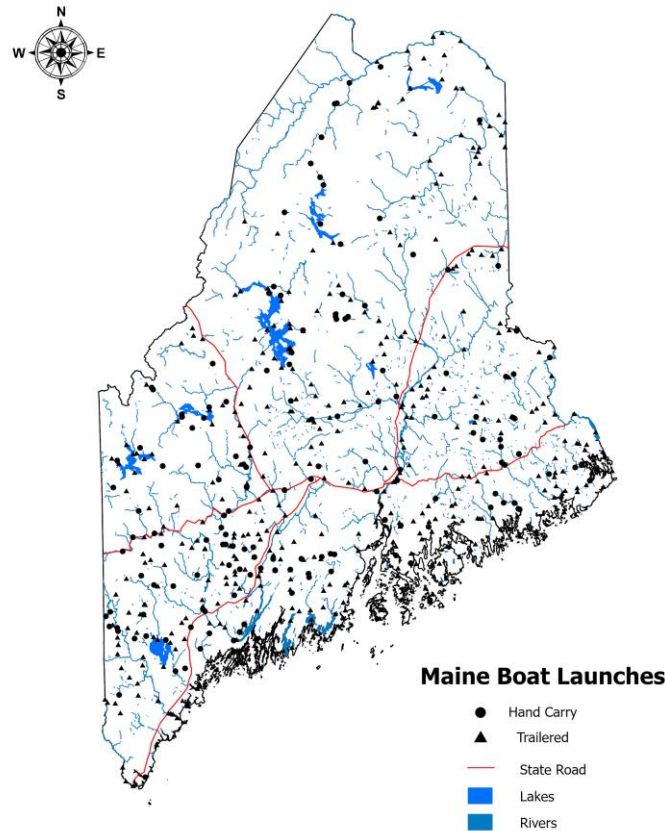 N
W E
S
Maine Boat Launches
Hand Carry
Trailered
State Road
Lakes
Rivers